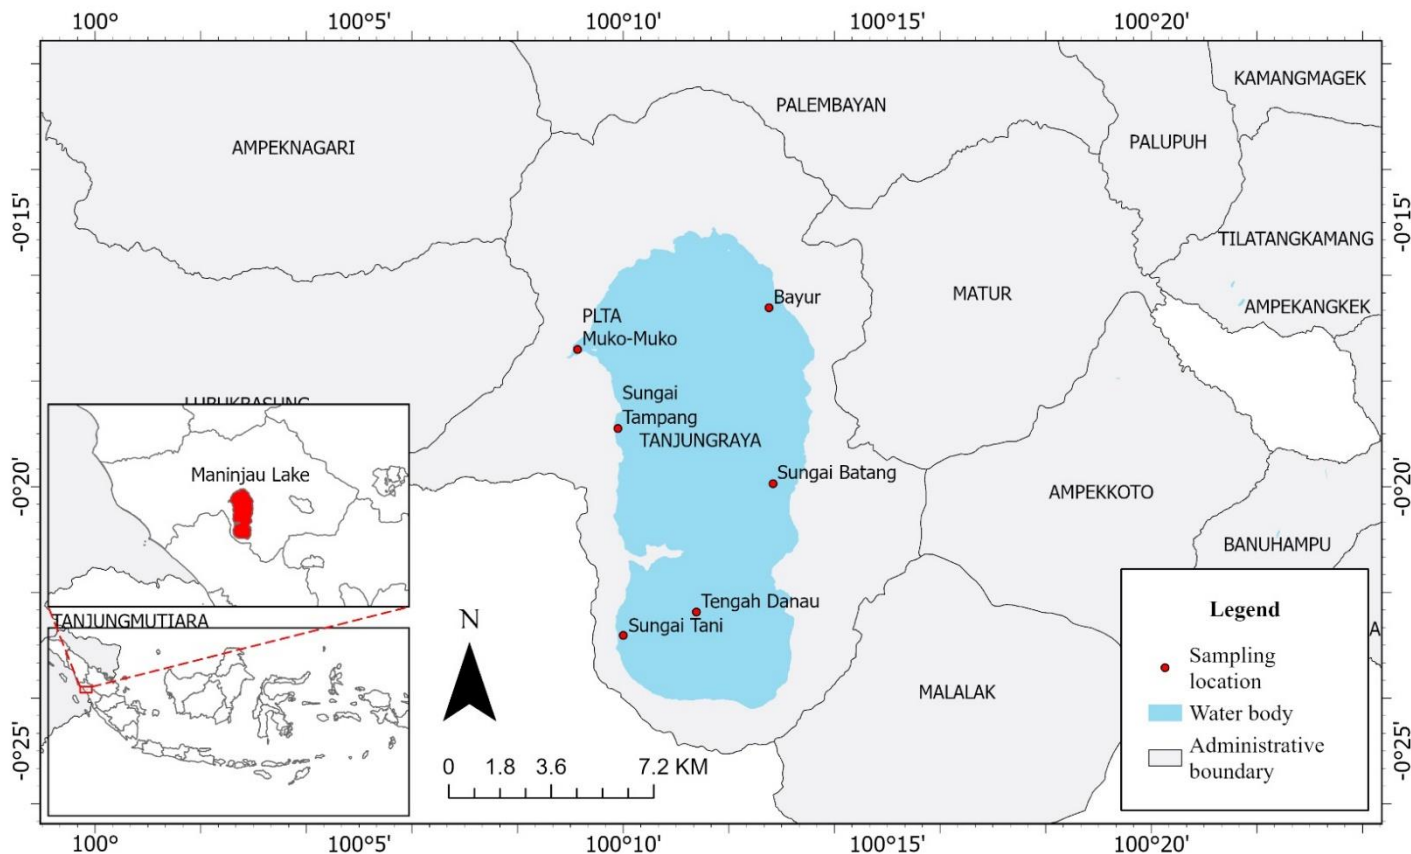 100°
100°5'
100°10'
100°15'
100°20'
KAMANGMAGEK
PALEMBAYAN
AMPEKNAGARI
PALUPUH
-0°15'
-0°15'
TILATANGKAMANG
Bayur
MATUR
AMPEKANGKEK
PLTA
Muko-Muko
Sungai
Tampang
TANJUNGRAYA
LUBUKBASUNG
Maninjau Lake
Sungai Batang
-0°20'
-0°20'
AMPEKKOTO
BANUHAMPU
Tengah Danau
Sungai Tani
TANJUNGMUTIARA
N
MALALAK
A
Legend
Sampling
location
Water body
Administrative
boundary
-0°25'
-0°25'
0
1.8
3.6
7.2 KM
100°
100°5'
100°10'
100°15'
100°20'